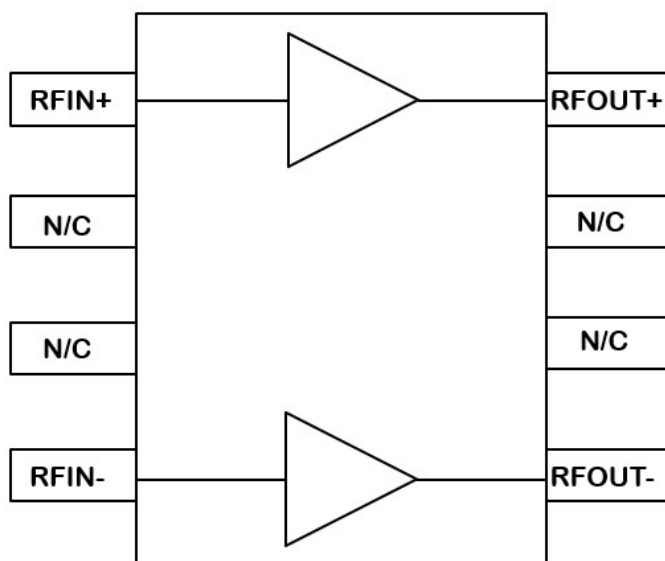 RFIN+
RFOUT+
N/C
N/C
N/C
N/C
RFIN-
RFOUT-